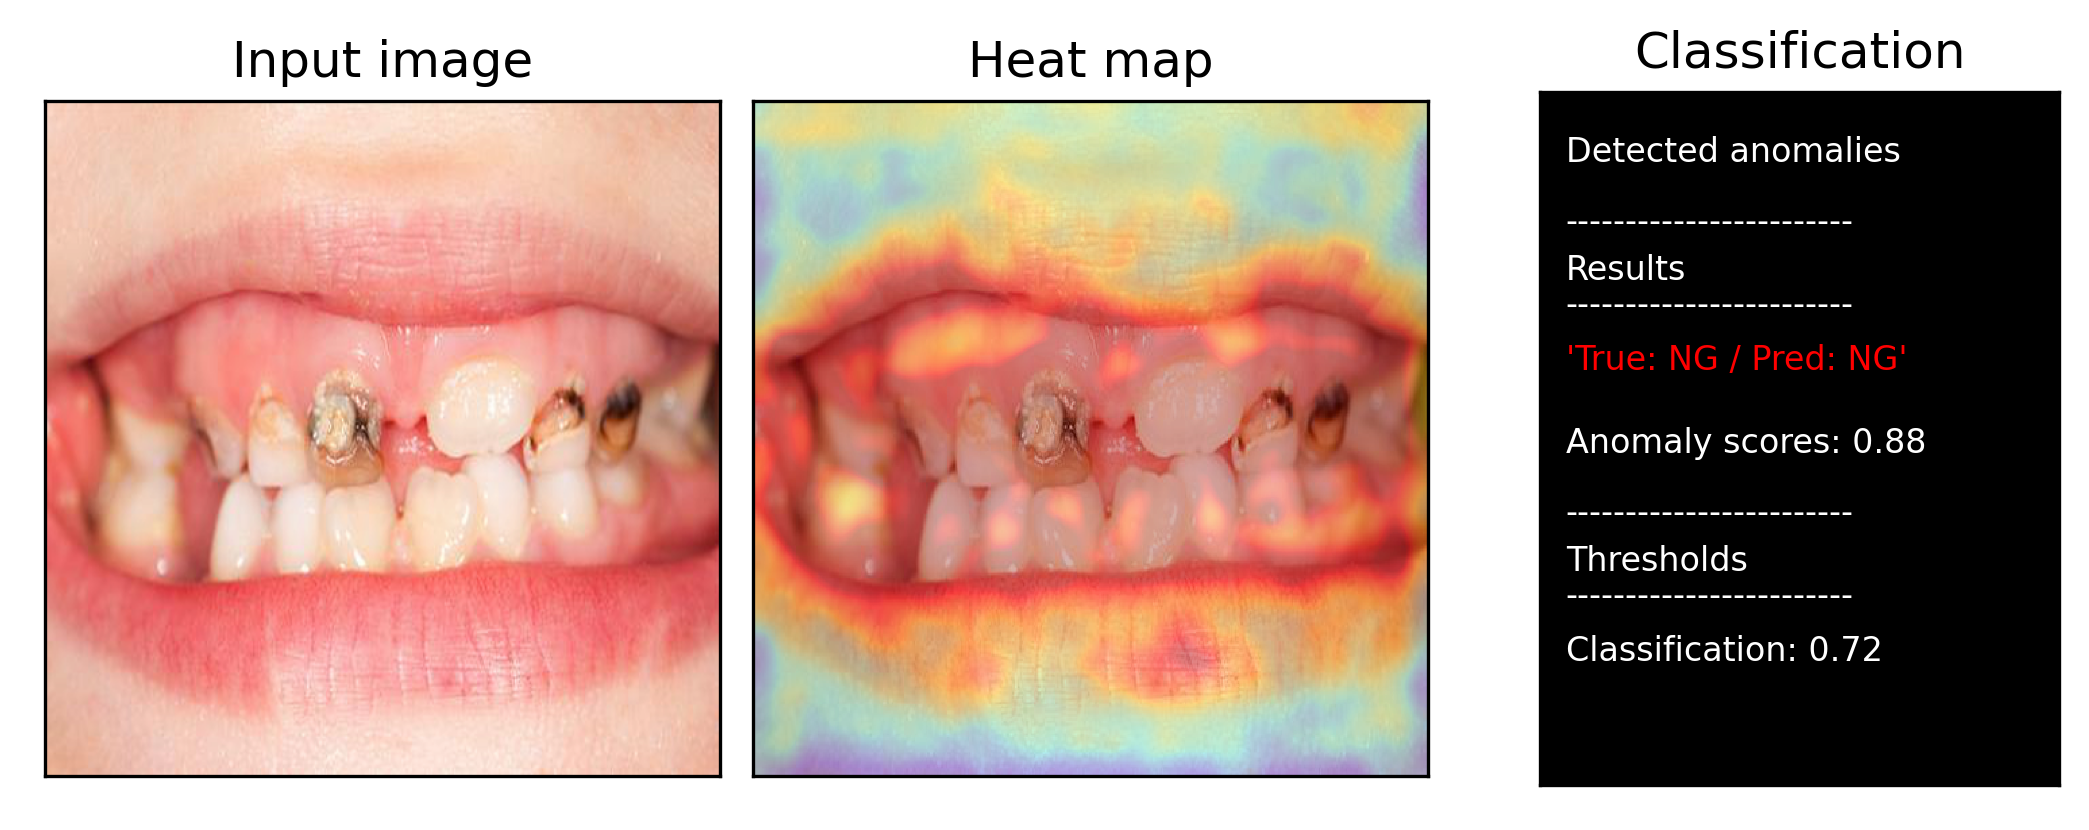 Input image
Heat map
Classification
Detected anomalies
------------------------
Results
------------------------
'True: NG / Pred: NG'
Anomaly scores: 0.88
------------------------
Thresholds
------------------------
Classification: 0.72